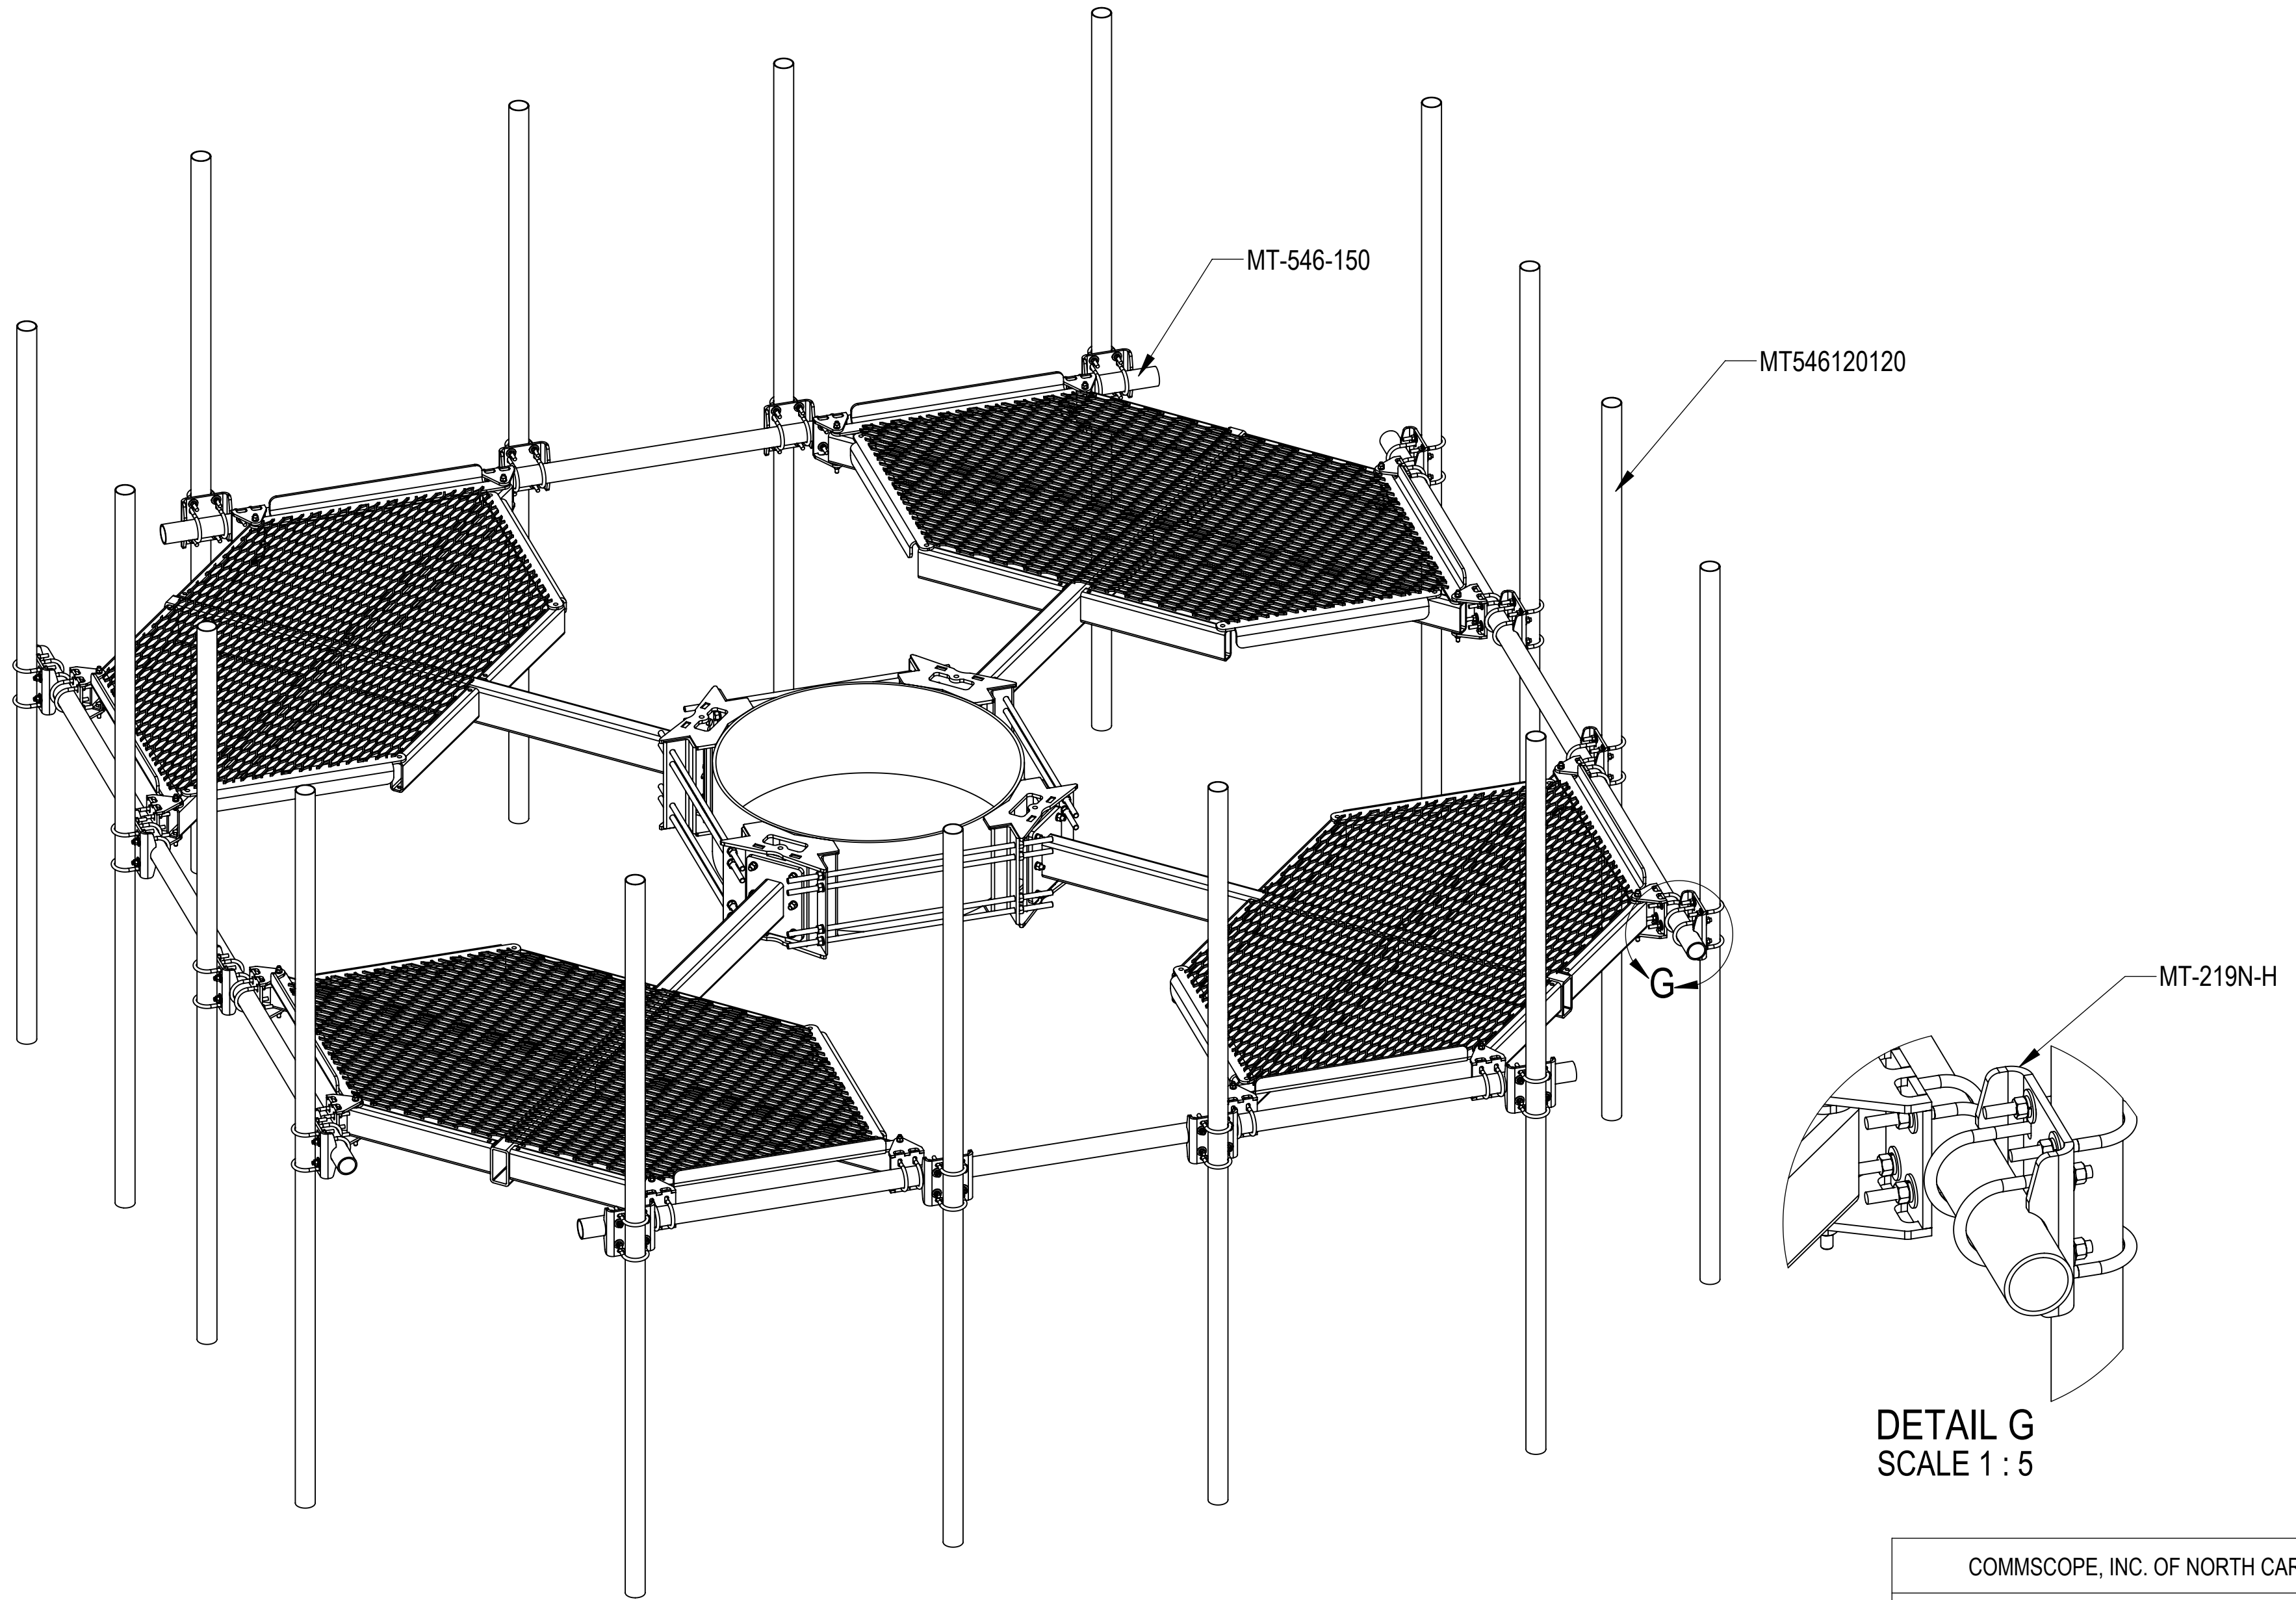 MT-546-150
MT546120120
G
MT-219N-H
DETAIL G
SCALE 1 : 5
COMMSCOPE, INC. OF NORTH CAR